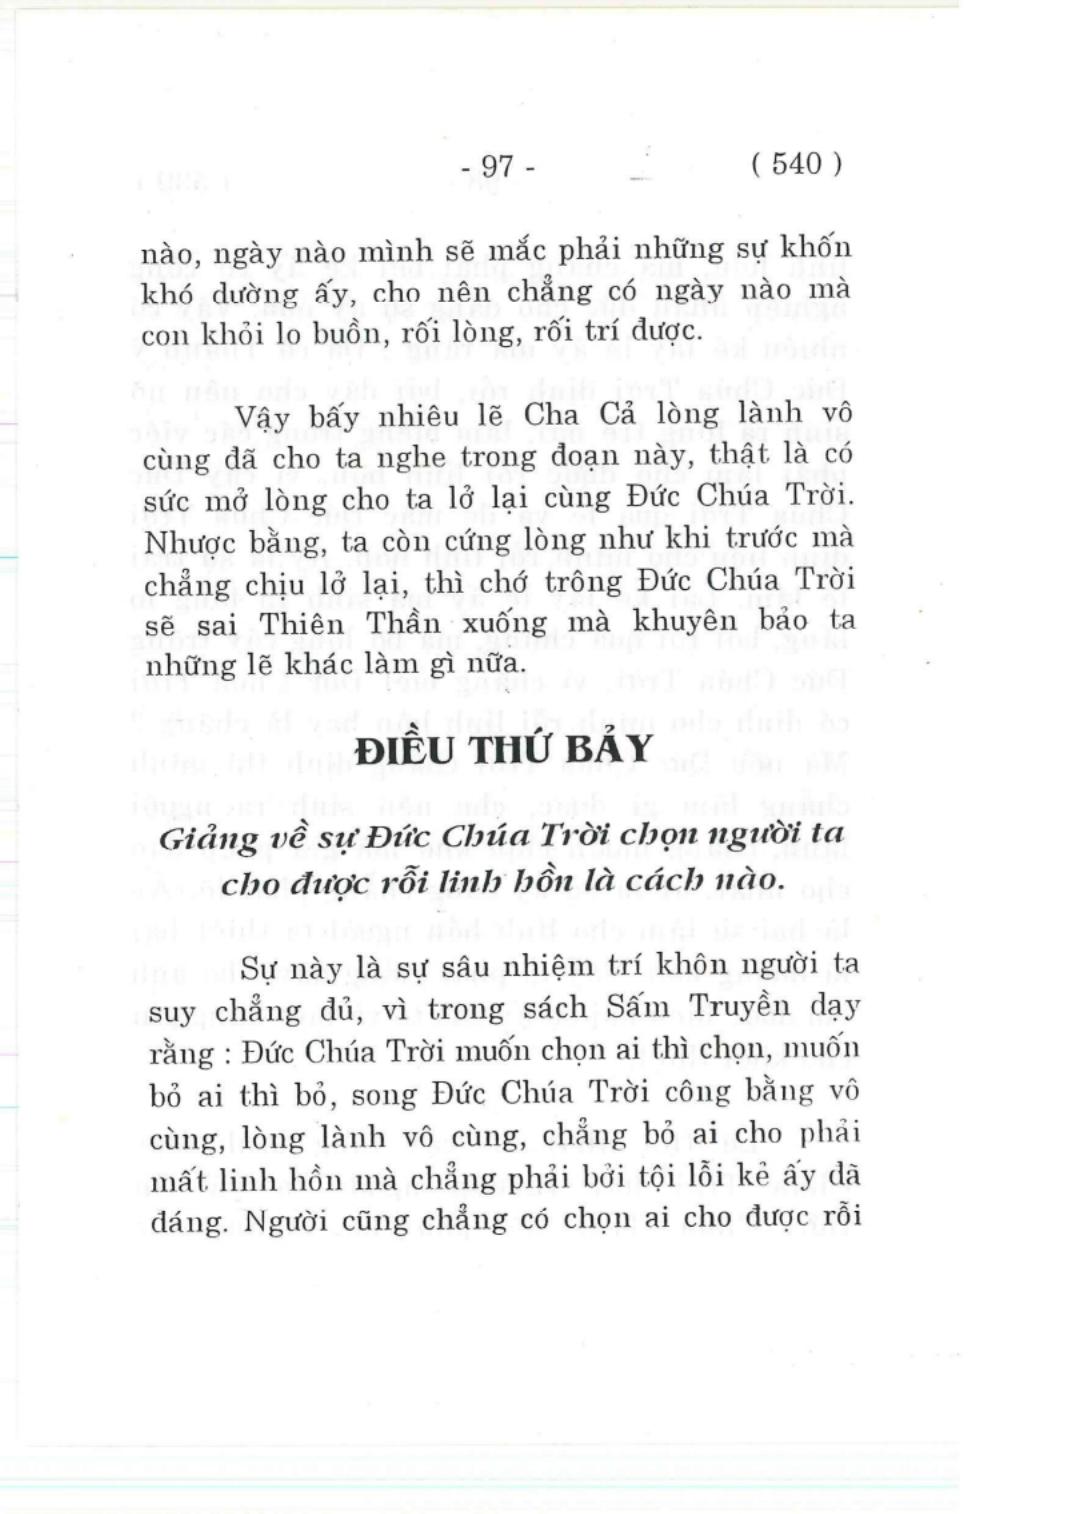 - 97 - ( 540 )
nào, ngày nào mình sẽ mắc phải những sự khốn
khó dường ấy, cho nên chẳng có ngày nào mà
con khỏi lo buồn, rối lòng, rối trí được.
Vậy bấy nhiêu lẽ Cha Cả lòng lành vô
cùng đã cho ta nghe trong đoạn này, thật là có
sức mở lòng cho ta lở lại cùng Đức Chúa Trời.
Nhược bằng, ta còn cứng lòng như khi trước mà
chẳng chịu lở lại, thì chớ trông Đức Chúa Trời
sẽ sai Thiên Thần xuống mà khuyên bảo ta
những lẽ khác làm gì nữa.
ĐIỀU THỨ BẢY
Giảng về sự Đức Chúa Trời chọn người ta
cho được rỗi linh hồn là cách nào.
Sự này là sự sâu nhiệm trí khôn người ta
suy chẳng đủ, vì trong sách Sấm Truyền dạy
rằng : Đức Chúa Trời muốn chọn ai thì chọn, muốn
bỏ ai thì bỏ, song Đức Chúa Trời công bằng vô
cùng, lòng lành vô cùng, chẳng bỏ ai cho phải
mất linh hồn mà chẳng phải bởi tội lỗi kẻ ấy đã
đáng. Người cũng chẳng có chọn ai cho được rỗi